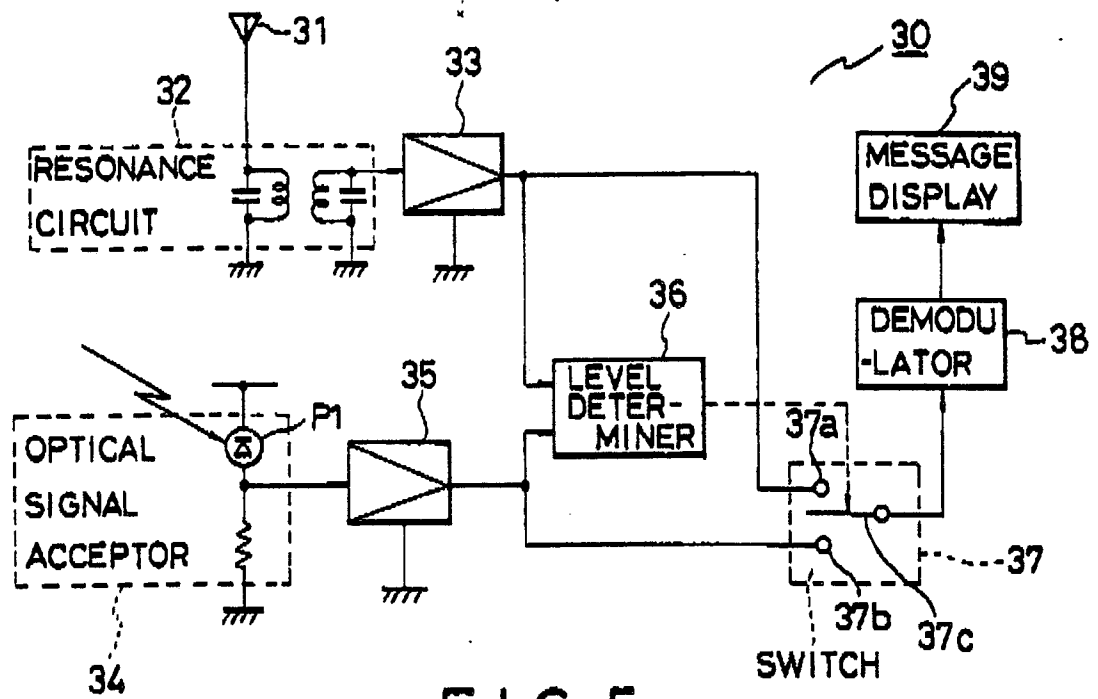 31
30
33
39
32
RESONANCE
CIRCUIT
MESSAGE
DISPLAY
36
DEMODU
-LATOR
38
35
LEVEL
DETER-
MINER
P1
37a
OPTICAL
SIGNAL
ACCEPTOR
37
37b
37c
34
SWITCH